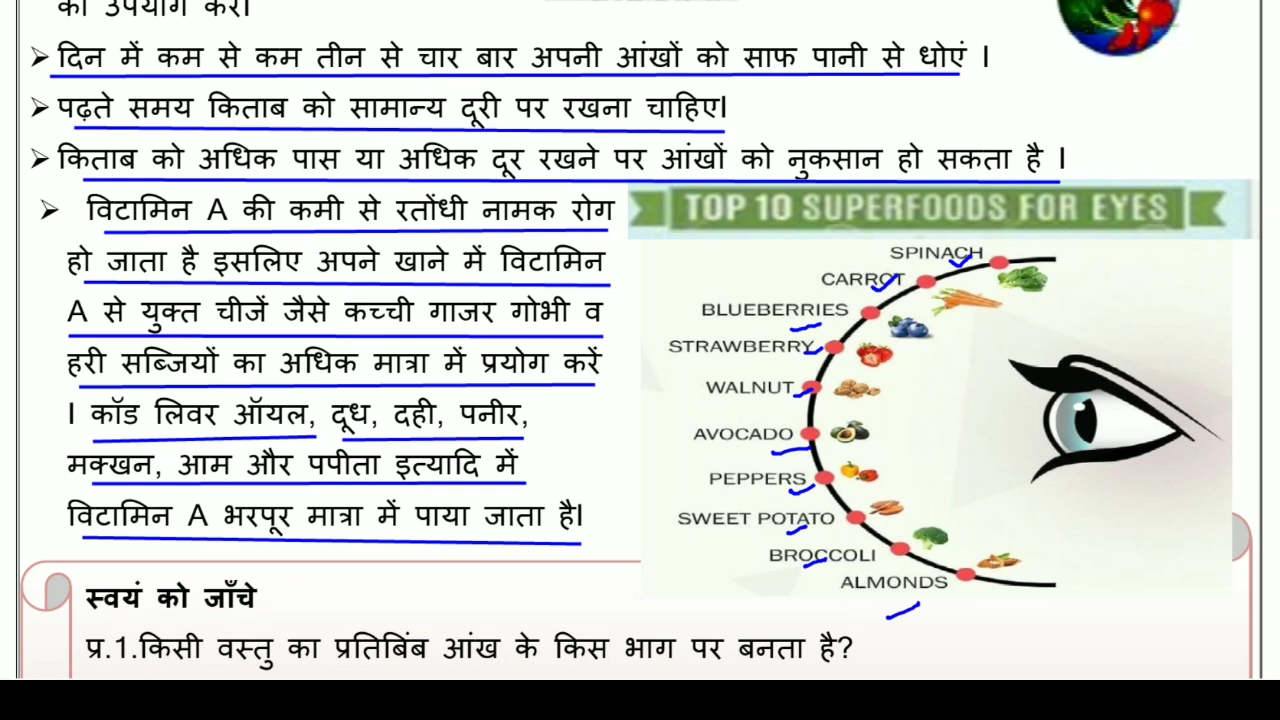 का उपयोग करें।
➢ दिन में कम से कम तीन से चार बार अपनी आंखों को साफ पानी से धोएं ।
➢ पढ़ते समय किताब को सामान्य दूरी पर रखना चाहिए।
➢ किताब को अधिक पास या अधिक दूर रखने पर आंखों को नुकसान हो सकता है ।
➢ विटामिन A की कमी से रतोंधी नामक रोग
हो जाता है इसलिए अपने खाने में विटामिन
A से युक्त चीजें जैसे कच्ची गाजर गोभी व
हरी सब्जियों का अधिक मात्रा में प्रयोग करें
। कॉड लिवर ऑयल, दूध, दही, पनीर,
मक्खन, आम और पपीता इत्यादि में
विटामिन A भरपूर मात्रा में पाया जाता है।
TOP 10 SUPERFOODS FOR EYES
SPINACH
CARROT
BLUEBERRIES
STRAWBERRY
WALNUT
AVOCADO
PEPPERS
SWEET POTATO
BROCCOLI
ALMONDS
स्वयं को जाँचे
प्र.1.किसी वस्तु का प्रतिबिंब आंख के किस भाग पर बनता है?